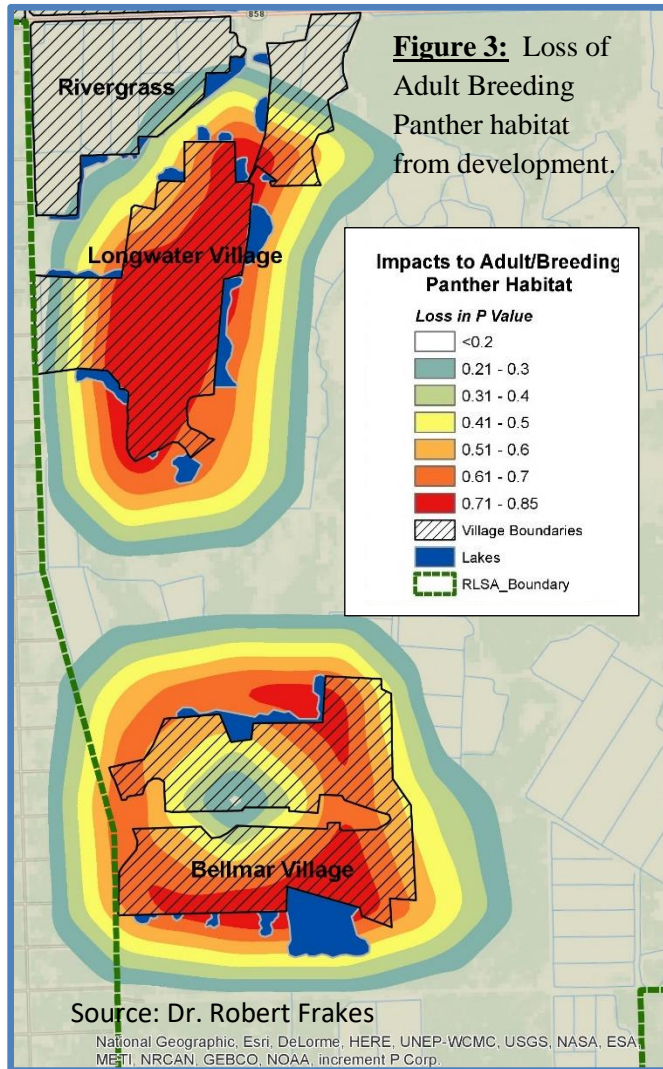 858
Figure 3: Loss of
Adult Breeding
Panther habitat
from development.
Rivergrass
Longwater Village
Impacts to Adult/Breeding
Panther Habitat
Loss in P Value
<0.2
0.21 - 0.3
0.31 - 0.4
0.41 - 0.5
0.51 - 0.6
0.61 - 0.7
0.71 - 0.85
Village Boundaries
Lakes
RLSA_Boundary
Bellmar Village
Source: Dr. Robert Frakes
National Geographic, Esri, DeLorme, HERE, UNEP-WCMC, USGS, NASA, ESA,
METI, NRCAN, GEBCO, NOAA, increment P Corp.